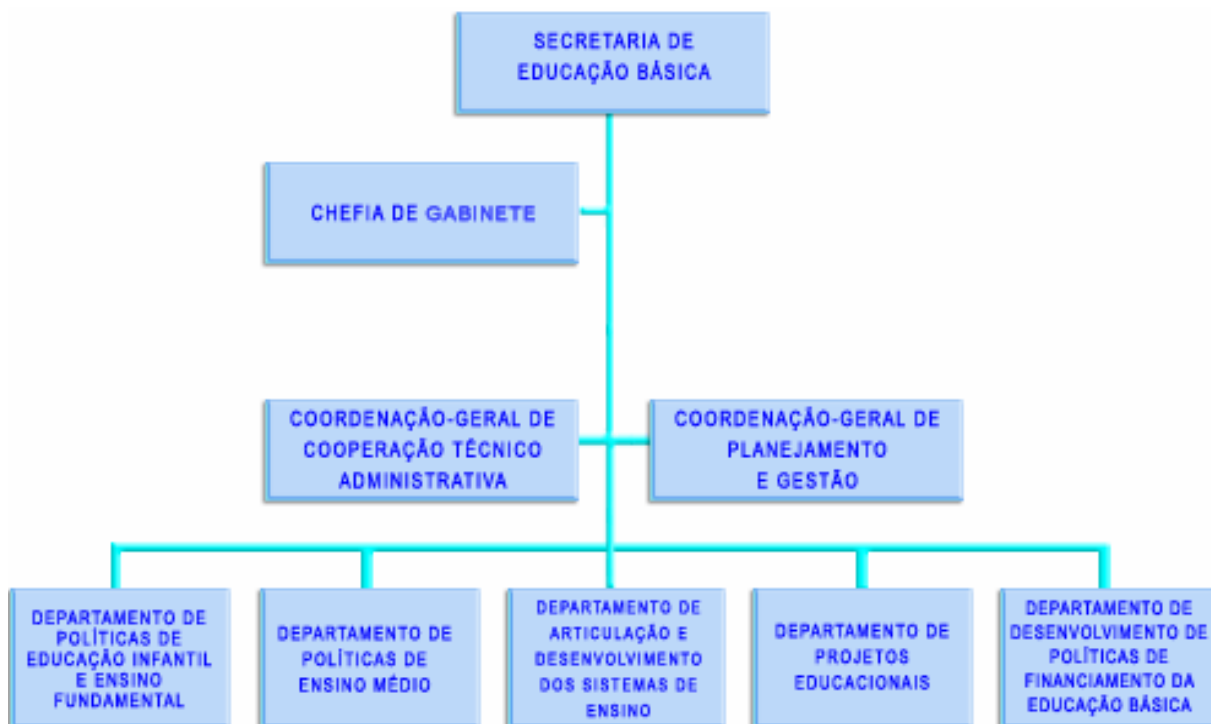 SECRETARIA DE
EDUCAÇÃO BÁSICA
CHEFIA DE GABINETE
COORDENAÇÃO-GERAL DE
COOPERAÇÃO TÉCNICO
ADMINISTRATIVA
COORDENAÇÃO-GERAL DE
PLANEJAMENTO
E GESTÃO
DEPARTAMENTO DE
POLÍTICAS DE
EDUCAÇÃO INFANTIL
E ENSINO
FUNDAMENTAL
DEPARTAMENTO DE
POLÍTICAS DE
ENSINO MÉDIO
DEPARTAMENTO DE
ARTICULAÇÃO E
DESENVOLVIMENTO
DOS SISTEMAS DE
ENSINO
DEPARTAMENTO DE
PROJETOS
EDUCACIONAIS
DEPARTAMENTO DE
DESENVOLVIMENTO DE
POLÍTICAS DE
FINANCIAMENTO DA
EDUCAÇÃO BÁSICA